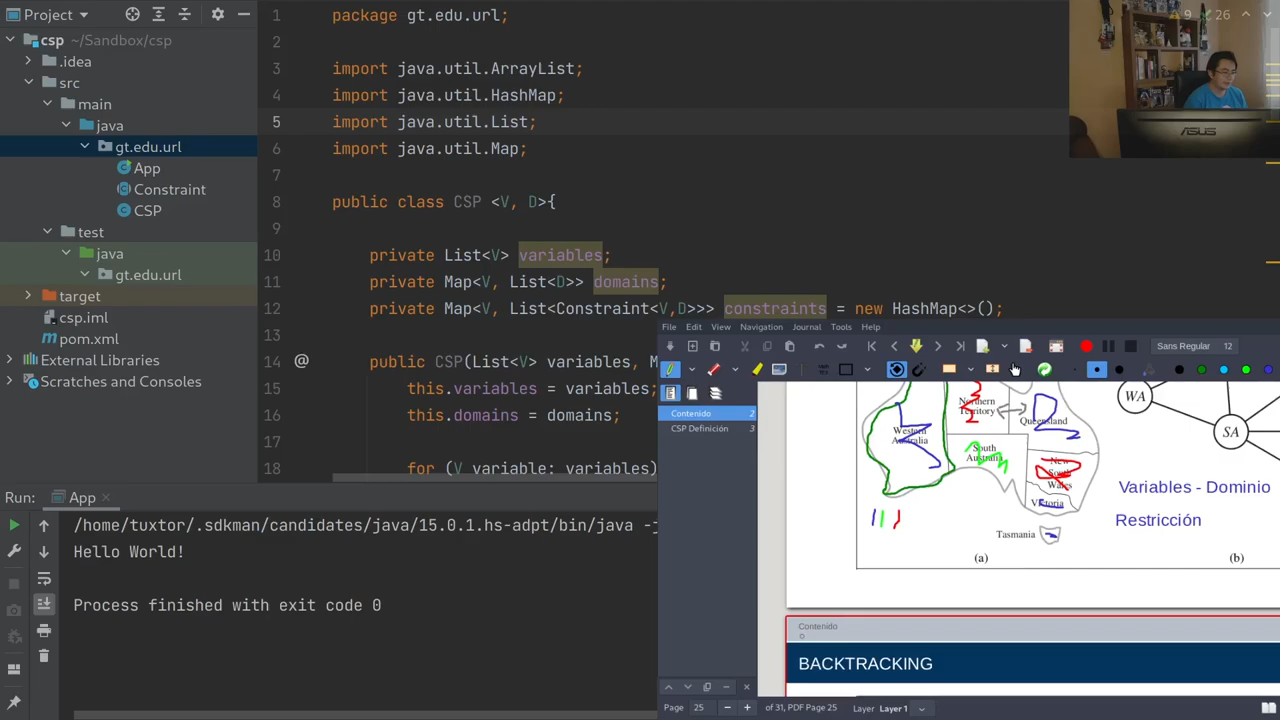 Project
csp ~/Sandbox/csp
.idea
src
main
java
gt.edu.url
App
Constraint
CSP
test
java
gt.edu.url
target
csp.iml
pom.xml
External Libraries
Scratches and Consoles
9 26
1 package gt.edu.url;
2
3 import java.util.ArrayList;
4 import java.util.HashMap;
5 import java.util.List;
6 import java.util.Map;
7
8 public class CSP <V, D>{
9
10 private List<V> variables;
11 private Map<V, List<D>> domains;
12 private Map<V, List<Constraint<V,D>>> constraints = new HashMap<>();
13
14 @ public CSP(List<V> variables, M
15 this.variables = variables;
16 this.domains = domains;
17
18 for (V variable: variables)
ASUS
Run: App
/home/tuxtor/.sdkman/candidates/java/15.0.1.hs-adpt/bin/java -j
Hello World!
Process finished with exit code 0
File Edit View Navigation Journal Tools Help
Sans Regular 12
Contenido 2
CSP Definición 3
Northern
Territory
Western
Australia
Queensland
South
Australia
New
South
Wales
Victoria
Tasmania
(a)
WA
SA
Variables - Dominio
Restricción
(b)
Contenido
BACKTRACKING
Page 25 of 31, PDF Page 25 Layer Layer 1